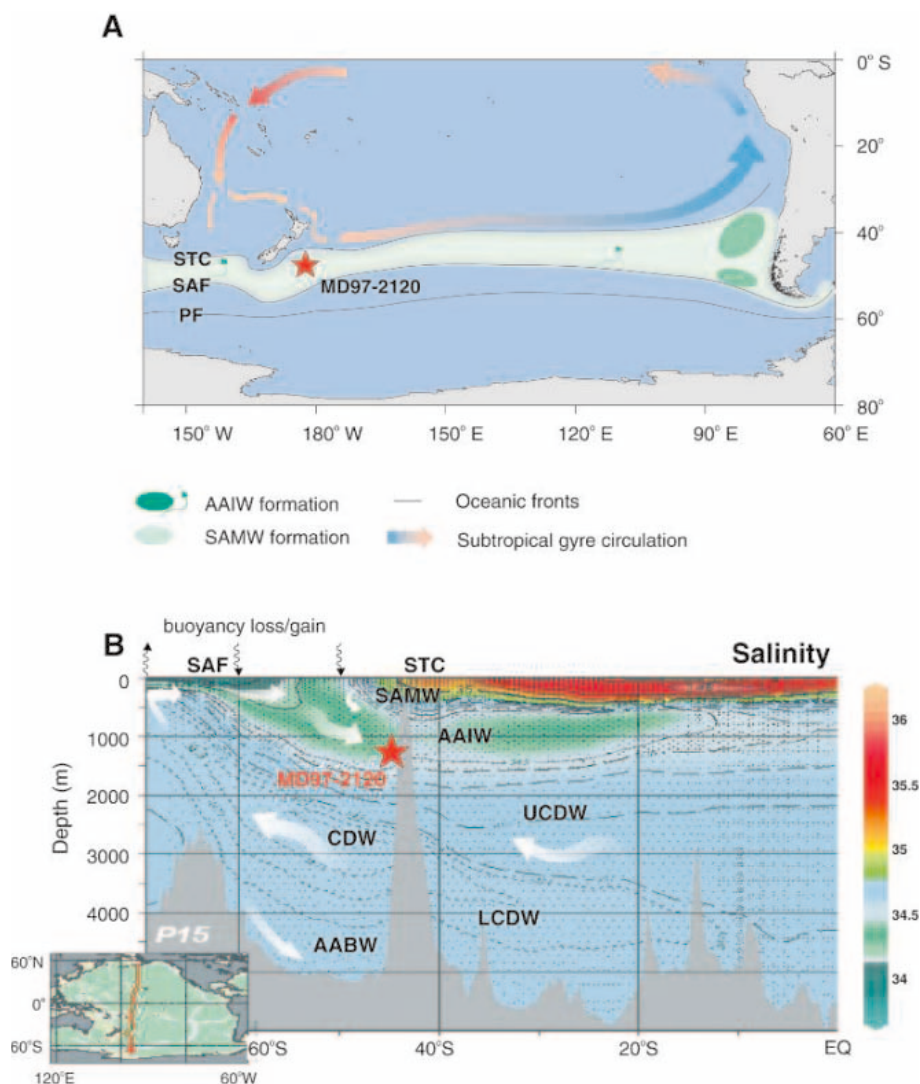 A
0° S
20°
40°
STC
SAF
MD97-2120
PF
60°
80°
150° W 180° W 150° E 120° E 90° E 60° E
AAIW formation
Oceanic fronts
SAMW formation
Subtropical gyre circulation
buoyancy loss/gain
B
SAF
STC
Salinity
0
SAMW
36
1000
AAIW
MD97-2120
35.5
Depth (m)
2000
UCDW
CDW
35
3000
34.5
4000
LCDW
P15
AABW
34
60°N
0°
60°S
60°S 40°S 20°S EQ
120°E 60°W